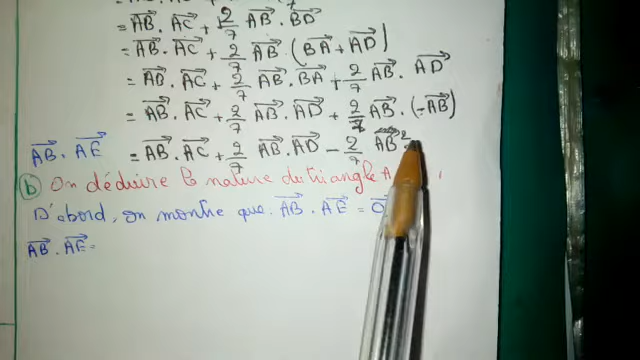 = AB . AC + 2/7 AB . BD
= AB . AC + 2/7 AB (BA + AD)
= AB . AC + 2/7 AB . BA + 2/7 AB . AD
= AB . AC + 2/7 AB . AD + 2/7 AB . (-AB)
AB . AE = AB . AC + 2/7 AB . AD - 2/7 AB²
b On déduire la nature du triangle A
D'abord, on montre que . AB . AE = 0
AB . AE =